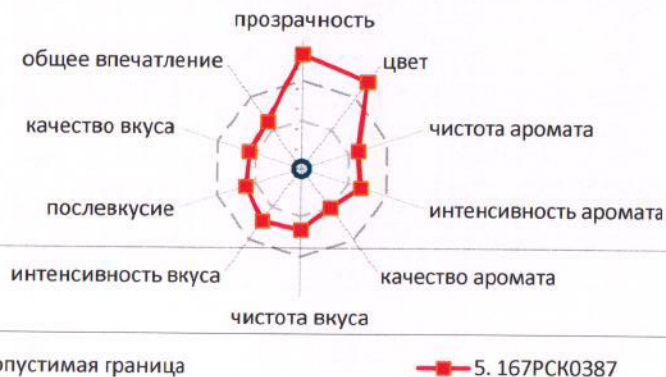 прозрачность
общее впечатление
цвет
качество вкуса
чистота аромата
послевкусие
интенсивность аромата
интенсивность вкуса
качество аромата
чистота вкуса
опустимая граница
5. 167РСК0387